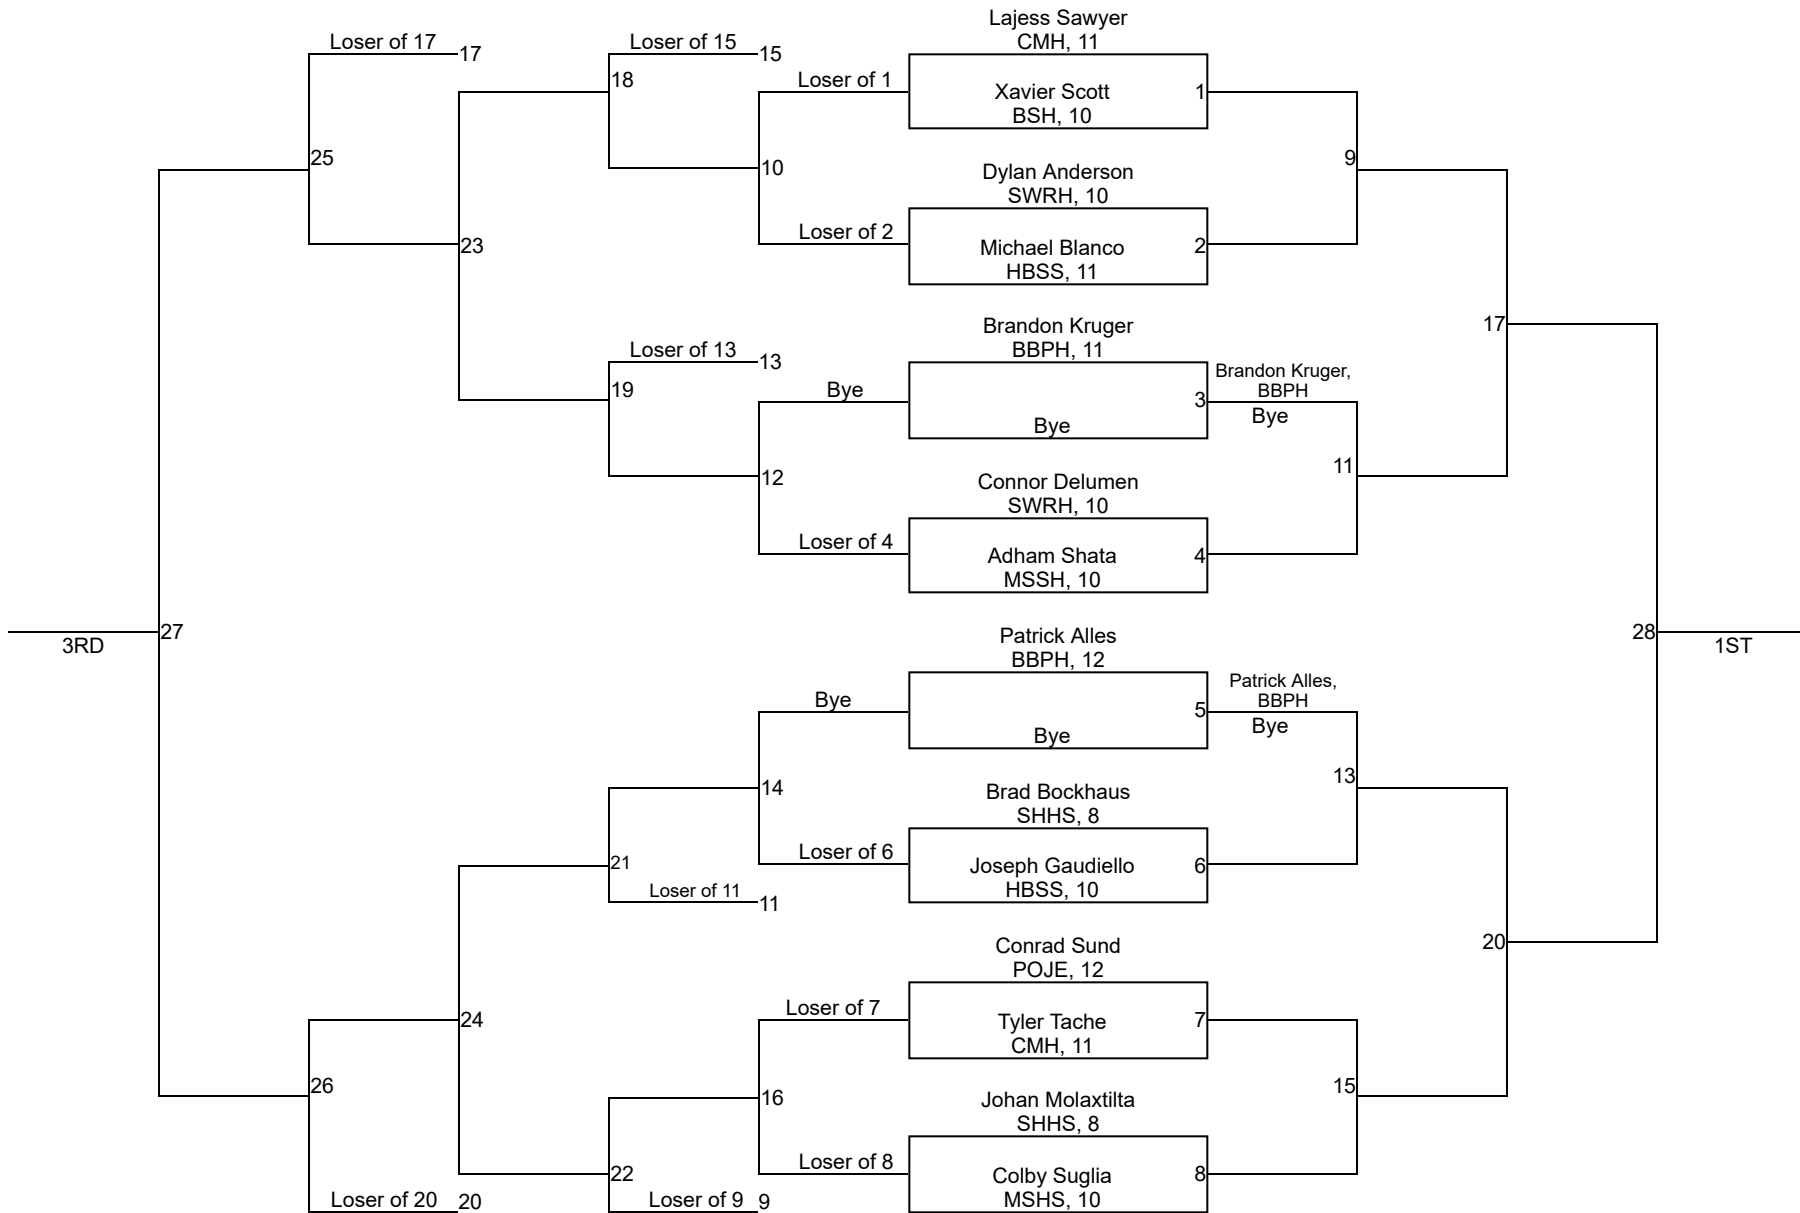 Lajess Sawyer
CMH, 11
Loser of 17
17
Loser of 15
15
18
Loser of 1
Xavier Scott
BSH, 10
1
25
10
Dylan Anderson
SWRH, 10
9
23
Loser of 2
Michael Blanco
HBSS, 11
2
Brandon Kruger
BBPH, 11
17
Loser of 13
13
19
Bye
Bye
3
Brandon Kruger,
BBPH
Bye
12
Connor Delumen
SWRH, 10
11
Loser of 4
Adham Shata
MSSH, 10
4
3RD
27
Patrick Alles
BBPH, 12
28
1ST
Bye
Bye
5
Patrick Alles,
BBPH
Bye
14
Brad Bockhaus
SHHS, 8
13
21
Loser of 11
11
Loser of 6
Joseph Gaudiello
HBSS, 10
6
Conrad Sund
POJE, 12
20
24
Loser of 7
Tyler Tache
CMH, 11
7
26
16
Johan Molaxtilta
SHHS, 8
15
22
Loser of 8
Colby Suglia
MSHS, 10
8
Loser of 20
20
Loser of 9
9